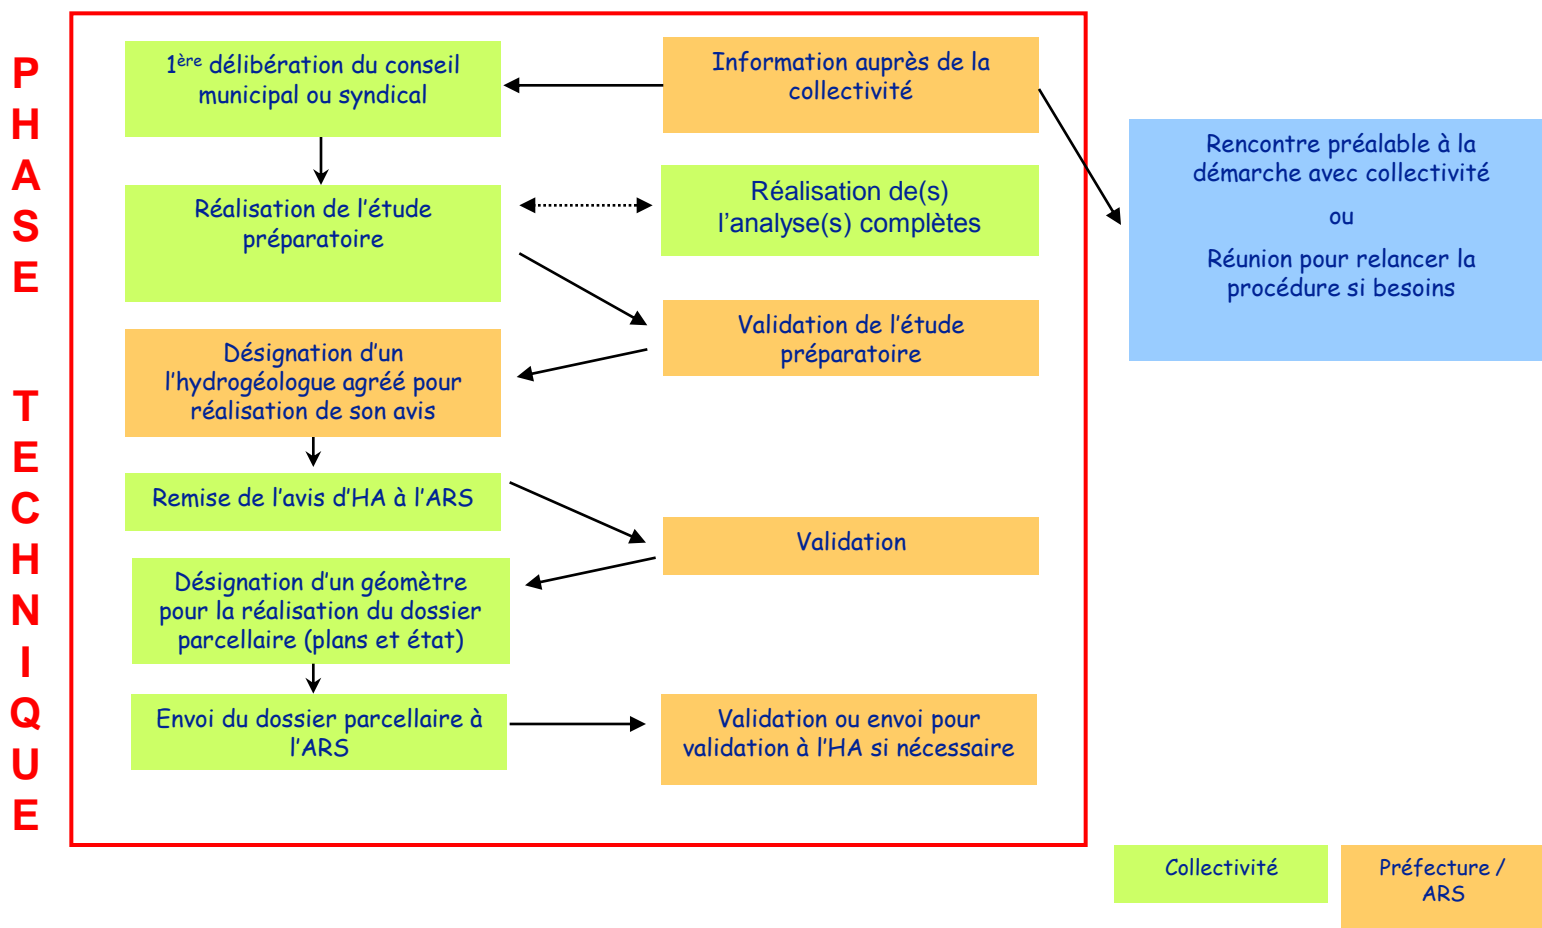 PHASE TECHNIQUE
1ère délibération du conseil
municipal ou syndical
Information auprès de la
collectivité
Rencontre préalable à la
démarche avec collectivité
ou
Réunion pour relancer la
procédure si besoins
Réalisation de l'étude
préparatoire
Réalisation de(s)
l'analyse(s) complètes
Validation de l'étude
préparatoire
Désignation d'un
l'hydrogéologue agréé pour
réalisation de son avis
Remise de l'avis d'HA à l'ARS
Validation
Désignation d'un géomètre
pour la réalisation du dossier
parcellaire (plans et état)
Envoi du dossier parcellaire à
l'ARS
Validation ou envoi pour
validation à l'HA si nécessaire
Collectivité
Préfecture /
ARS